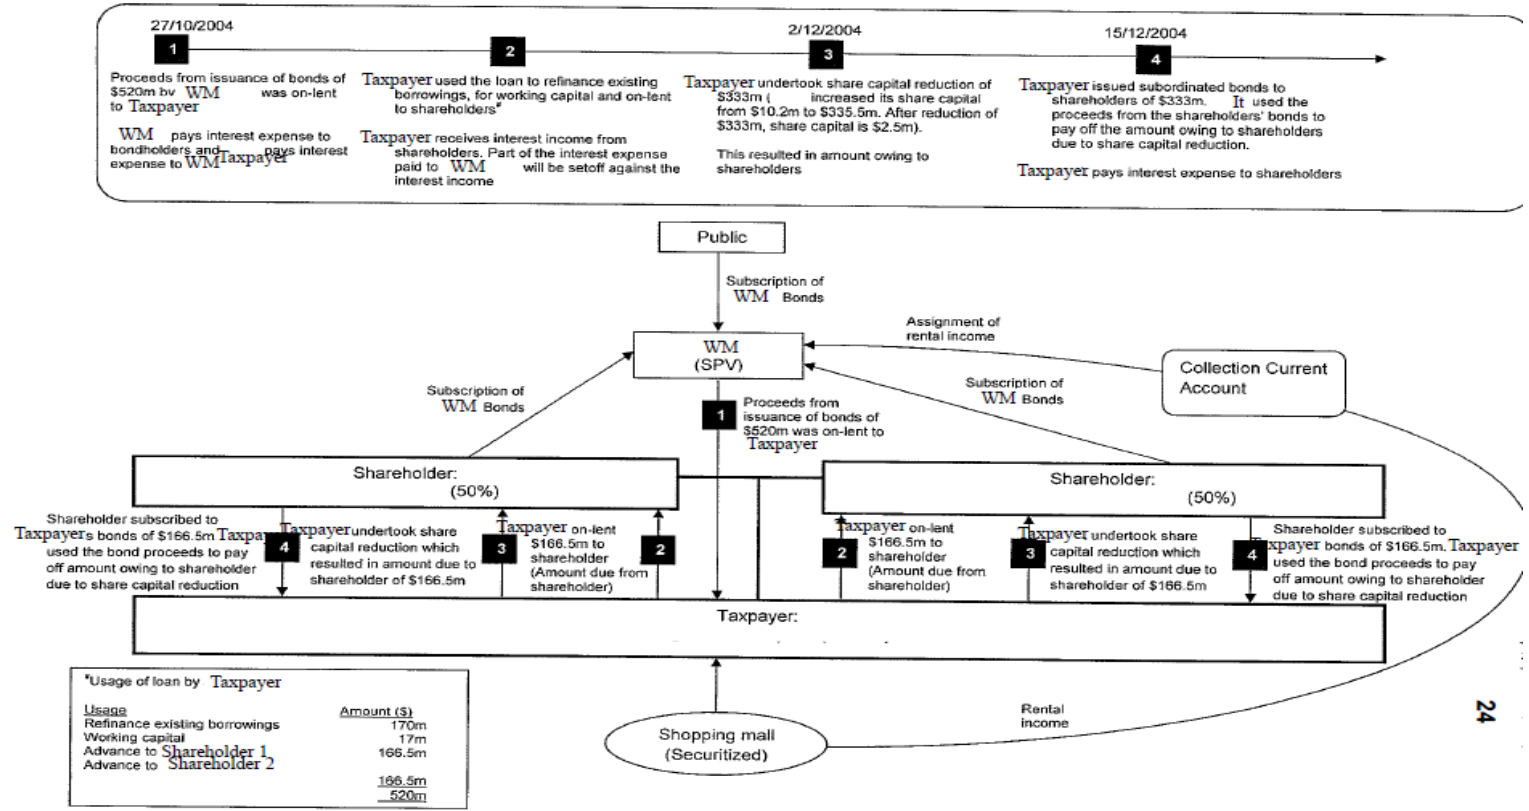 27/10/2004
1
Proceeds from issuance of bonds of
$520m by WM was on-lent
to Taxpayer
WM pays interest expense to
bondholders and Taxpayer pays interest
expense to WM
2
Taxpayer used the loan to refinance existing
borrowings, for working capital and on-lent
to shareholders#
Taxpayer receives interest income from
shareholders. Part of the interest expense
paid to WM will be setoff against the
interest income
2/12/2004
3
Taxpayer undertook share capital reduction of
$333m ( increased its share capital
from $10.2m to $335.5m. After reduction of
$333m, share capital is $2.5m).
This resulted in amount owing to
shareholders
15/12/2004
4
Taxpayer issued subordinated bonds to
shareholders of $333m. It used the
proceeds from the shareholders' bonds to
pay off the amount owing to shareholders
due to share capital reduction.
Taxpayer pays interest expense to shareholders
Public
Subscription of
WM Bonds
WM
(SPV)
Assignment of
rental income
Collection Current
Account
Subscription of
WM Bonds
Subscription of
WM Bonds
1
Proceeds from
issuance of bonds of
$520m was on-lent to
Taxpayer
Shareholder:
(50%)
Shareholder:
(50%)
Shareholder subscribed to
Taxpayer's bonds of $166.5m Taxpayer
used the bond proceeds to pay
off amount owing to shareholder
due to share capital reduction
4
Taxpayer undertook share
capital reduction which
resulted in amount due to
shareholder of $166.5m
3
Taxpayer on-lent
$166.5m to
shareholder
(Amount due from
shareholder)
2
2
Taxpayer on-lent
$166.5m to
shareholder
(Amount due from
shareholder)
3
Taxpayer undertook share
capital reduction which
resulted in amount due to
shareholder of $166.5m
4
Shareholder subscribed to
Taxpayer bonds of $166.5m. Taxpayer
used the bond proceeds to pay
off amount owing to shareholder
due to share capital reduction
Taxpayer:
#Usage of loan by Taxpayer
Usage Amount ($)
Refinance existing borrowings 170m
Working capital 17m
Advance to Shareholder 1 166.5m
Advance to Shareholder 2
166.5m
520m
Shopping mall
(Securitized)
Rental
income
24